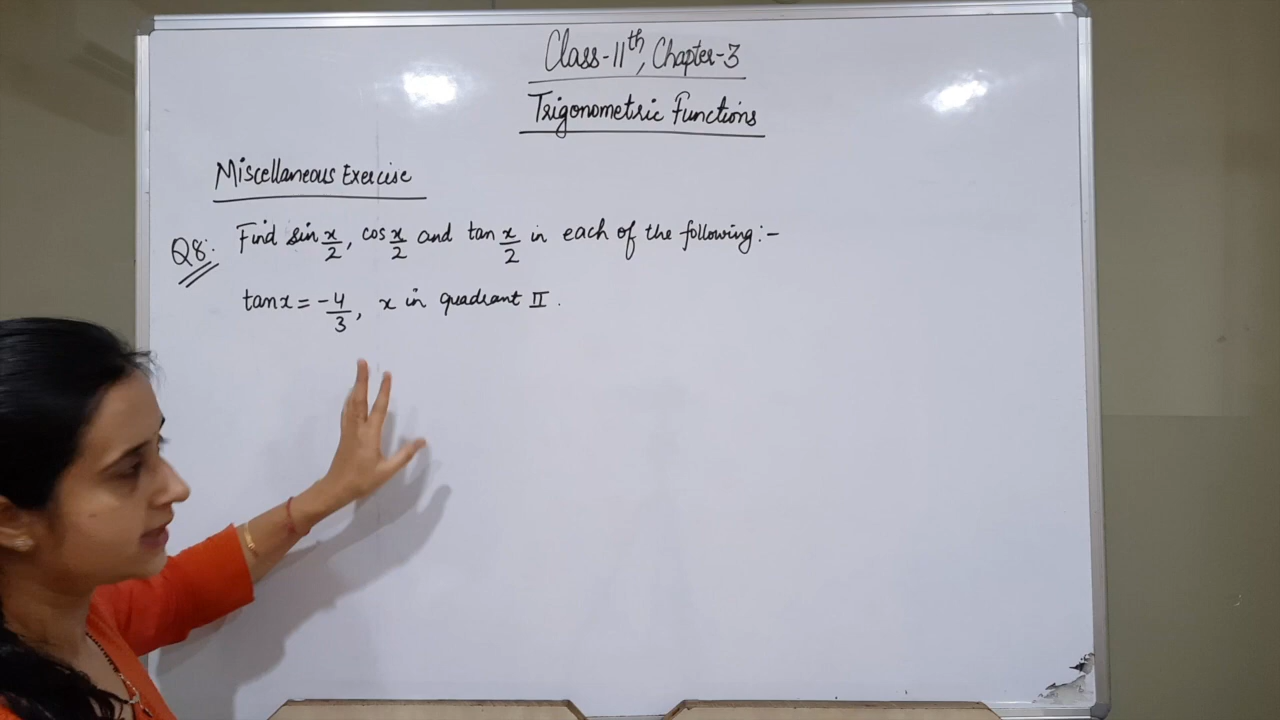 Class-11th, Chapter-3
Trigonometric Functions
Miscellaneous Exercise
Q8:  Find sin x/2, cos x/2 and tan x/2 in each of the following:-
tanx = -4/3, x in quadrant II.